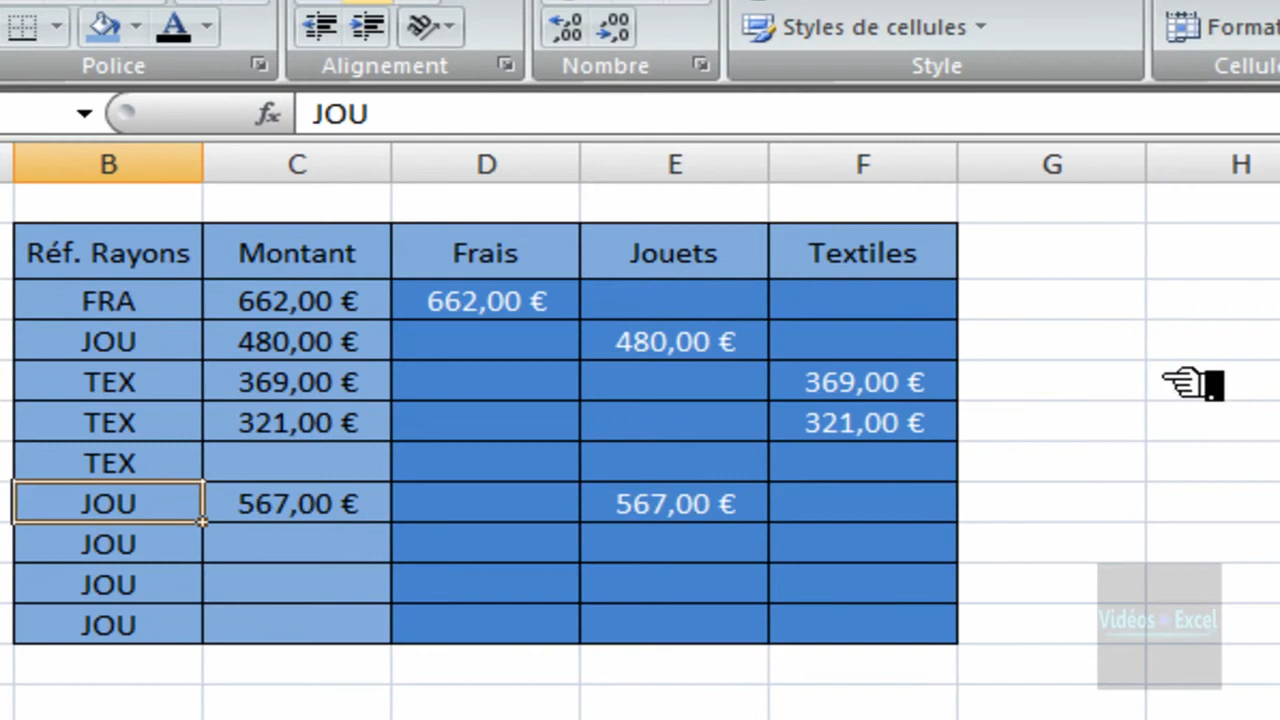 Styles de cellules
Police
Alignement
Nombre
Style
JOU
B C D E F G H
Réf. Rayons Montant Frais Jouets Textiles
FRA 662,00 € 662,00 €
JOU 480,00 € 480,00 €
TEX 369,00 € 369,00 €
TEX 321,00 € 321,00 €
TEX
JOU 567,00 € 567,00 €
JOU
JOU
JOU
Vidéos Excel